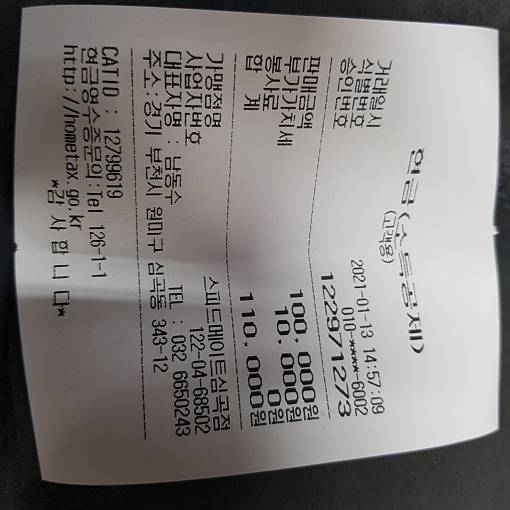 현금(소득공제)
(고객용)
거래일시 2021-01-13 14:57:09
식별번호 010-****-6002
승인번호 122971273
판매금액 100,000원
부가가치세 10,000원
봉사료 0원
합 계 110,000원
가맹점명 스피드메이트심곡점
사업자번호 122-04-68502
대표자명 : 남동수 TEL : 032 6650243
주소:경기 부천시 원미구 심곡동 343-12
CATID : 12799619
현금영수증문의:Tel 126-1-1
http://hometax.go.kr
*감 사 합 니 다*